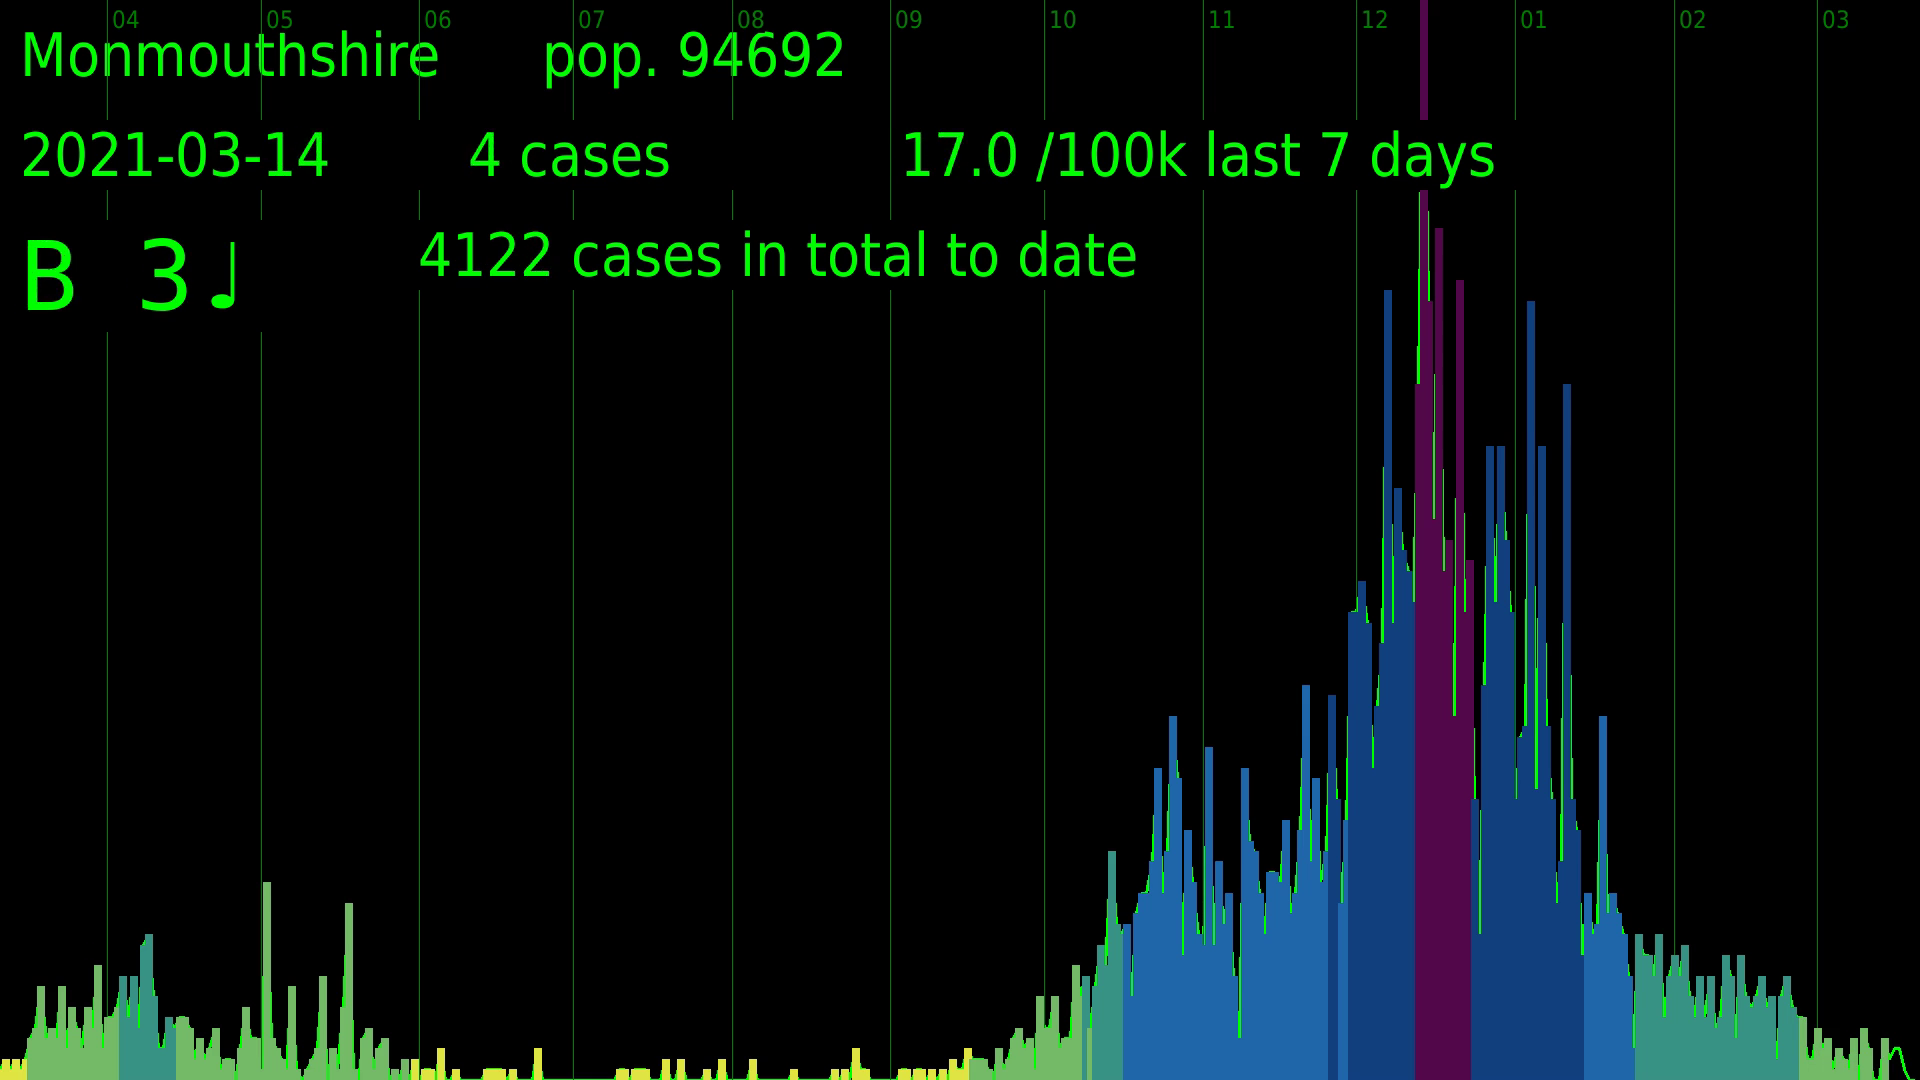 04 05 06 07 08 09 10 11 12 01 02 03
Monmouthshire pop. 94692
2021-03-14 4 cases 17.0 /100k last 7 days
B 3♩ 4122 cases in total to date